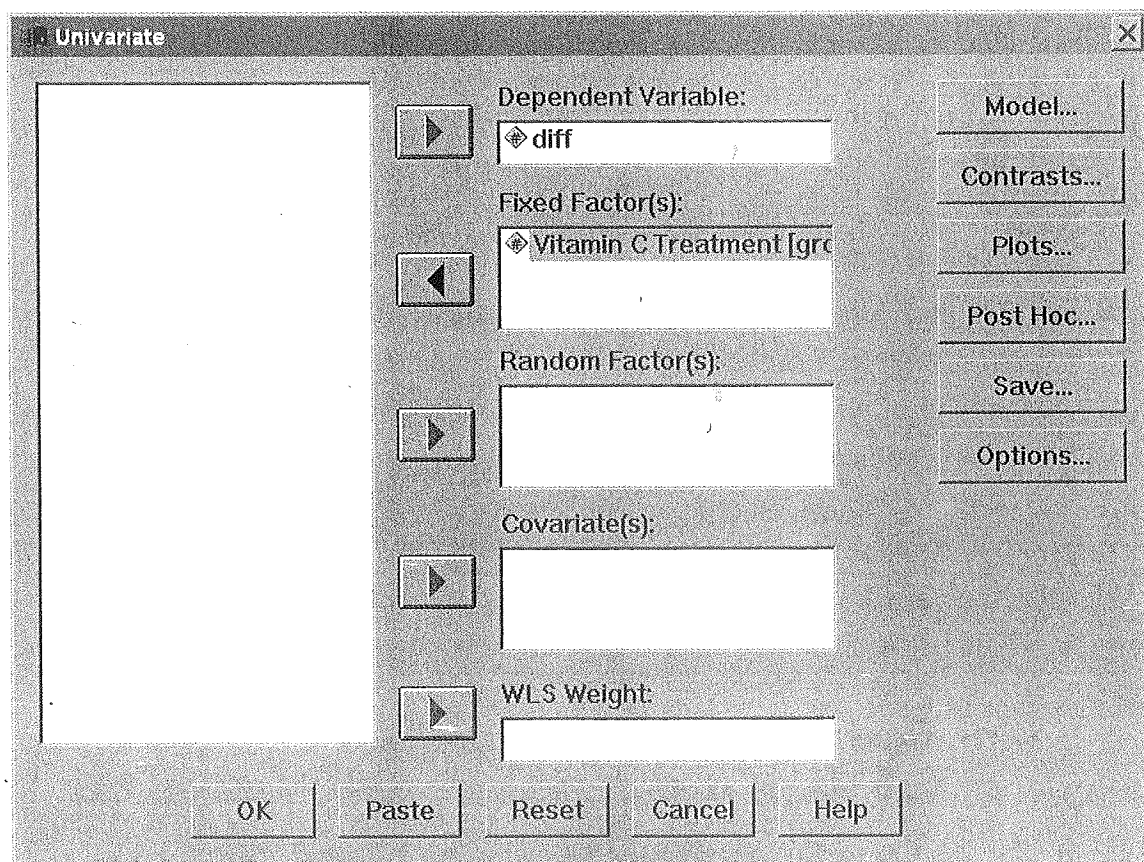 Univariate
Dependent Variable:
diff
Fixed Factor(s):
Vitamin C Treatment [grc
Random Factor(s):
Covariate(s):
WLS Weight:
Model...
Contrasts...
Plots...
Post Hoc...
Save...
Options...
OK Paste Reset Cancel Help